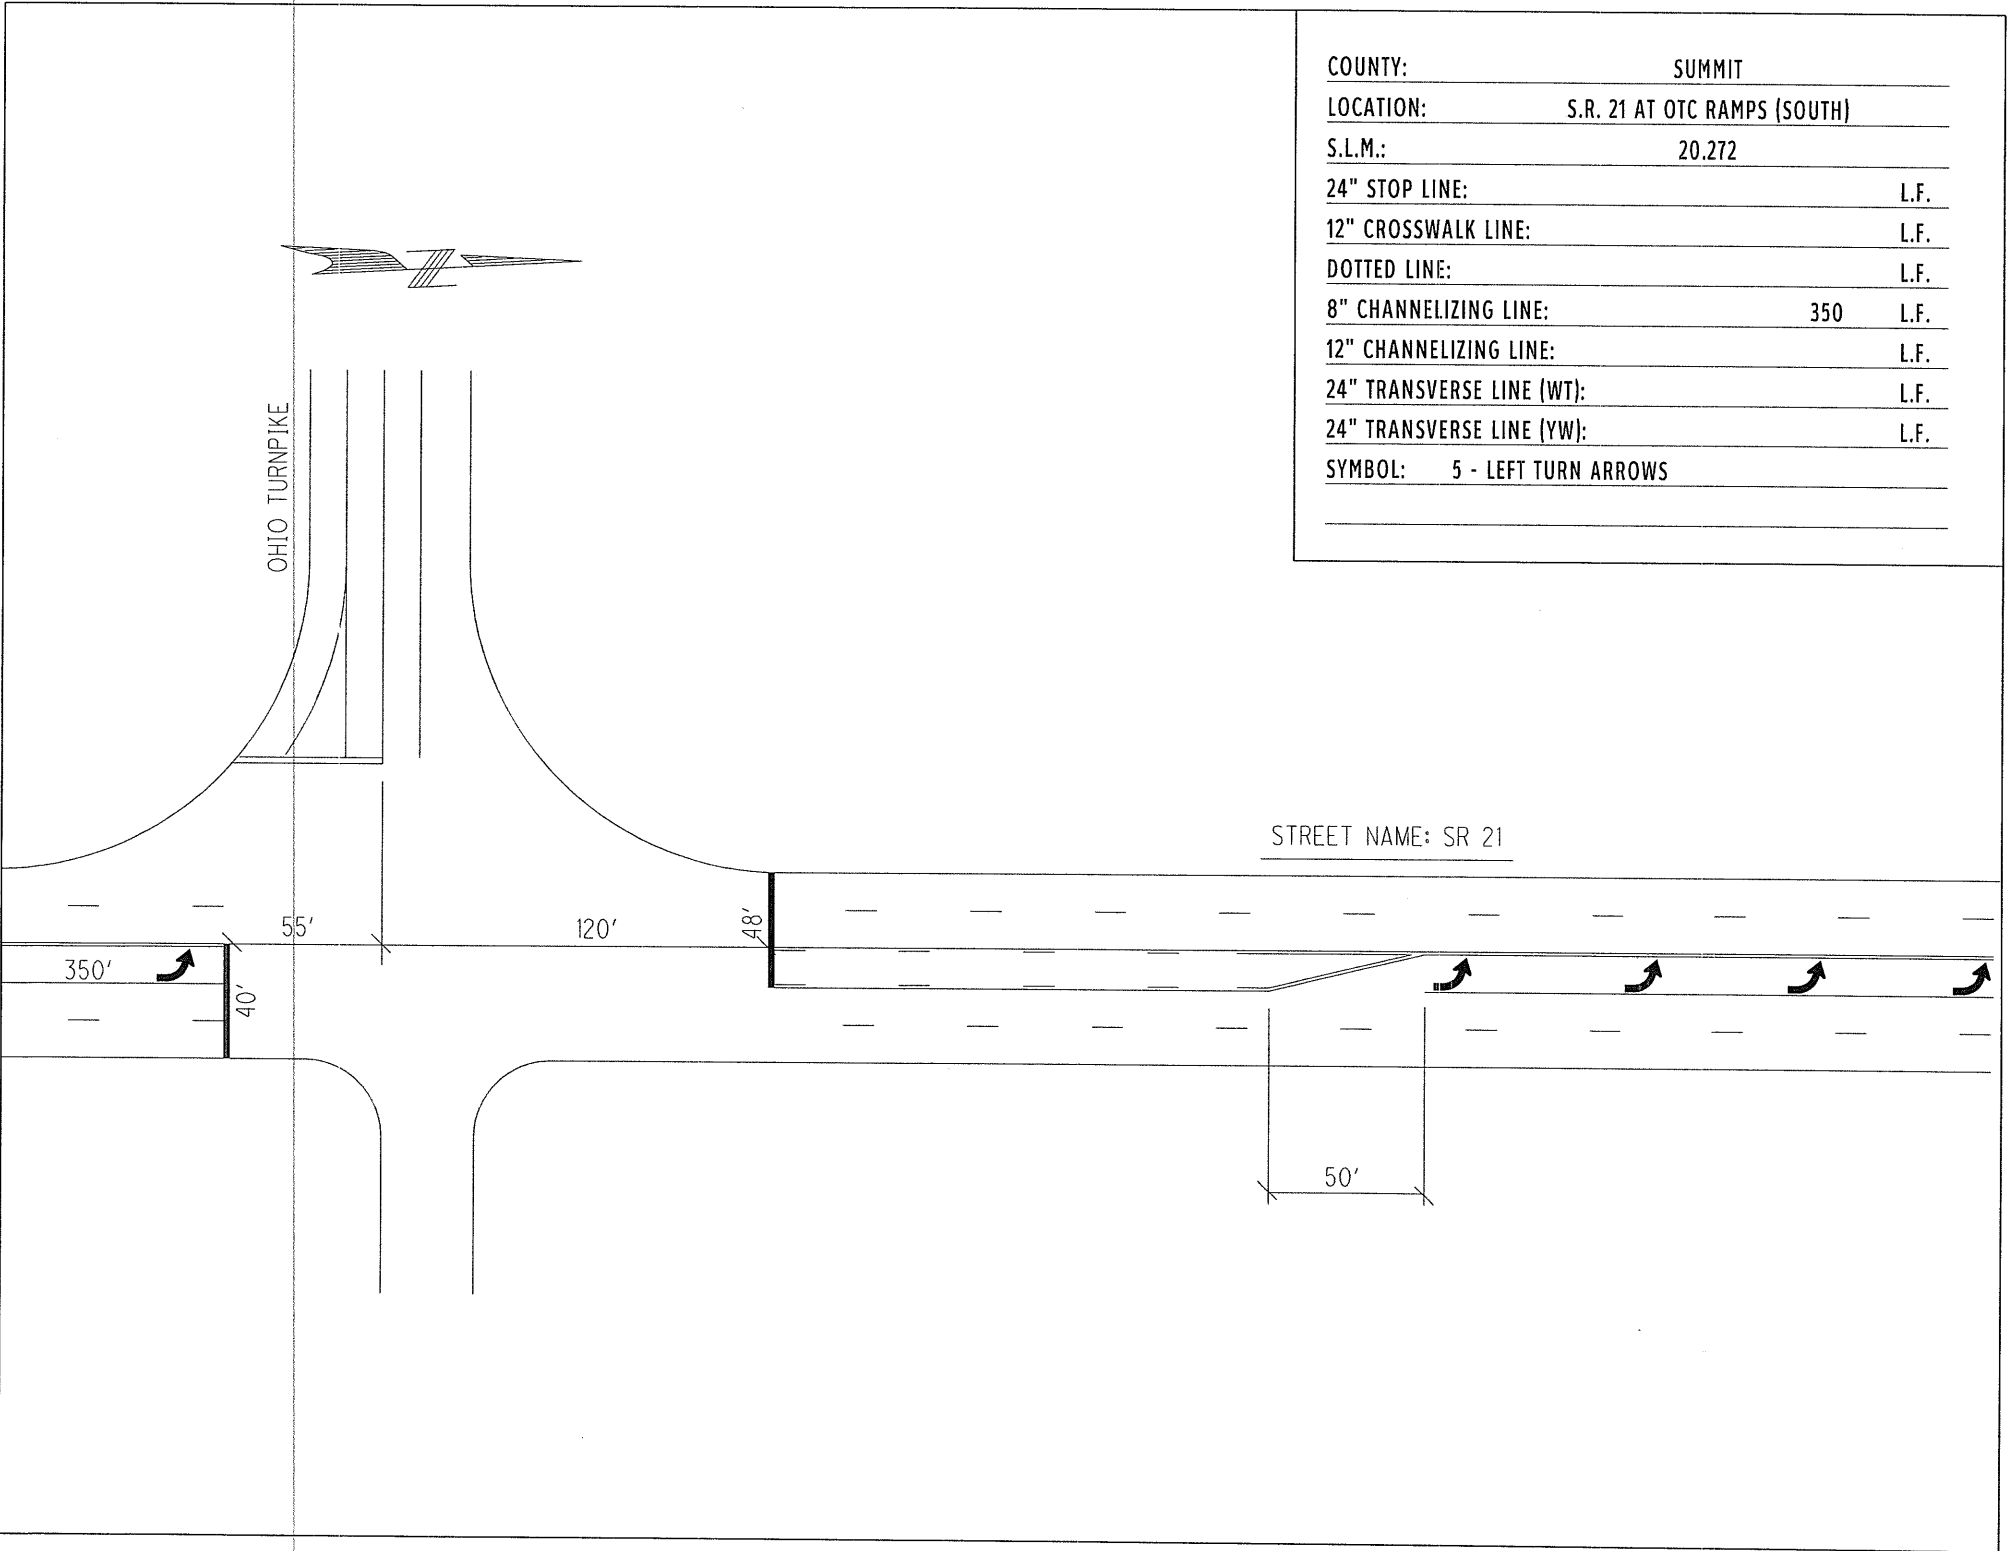 COUNTY: SUMMIT
LOCATION: S.R. 21 AT OTC RAMPS (SOUTH)
S.L.M.: 20.272
24" STOP LINE: L.F.
12" CROSSWALK LINE: L.F.
DOTTED LINE: L.F.
8" CHANNELIZING LINE: 350 L.F.
12" CHANNELIZING LINE: L.F.
24" TRANSVERSE LINE (WT): L.F.
24" TRANSVERSE LINE (YW): L.F.
SYMBOL: 5 - LEFT TURN ARROWS
Z
OHIO TURNPIKE
STREET NAME: SR 21
55'
120'
48'
350'
40'
50'